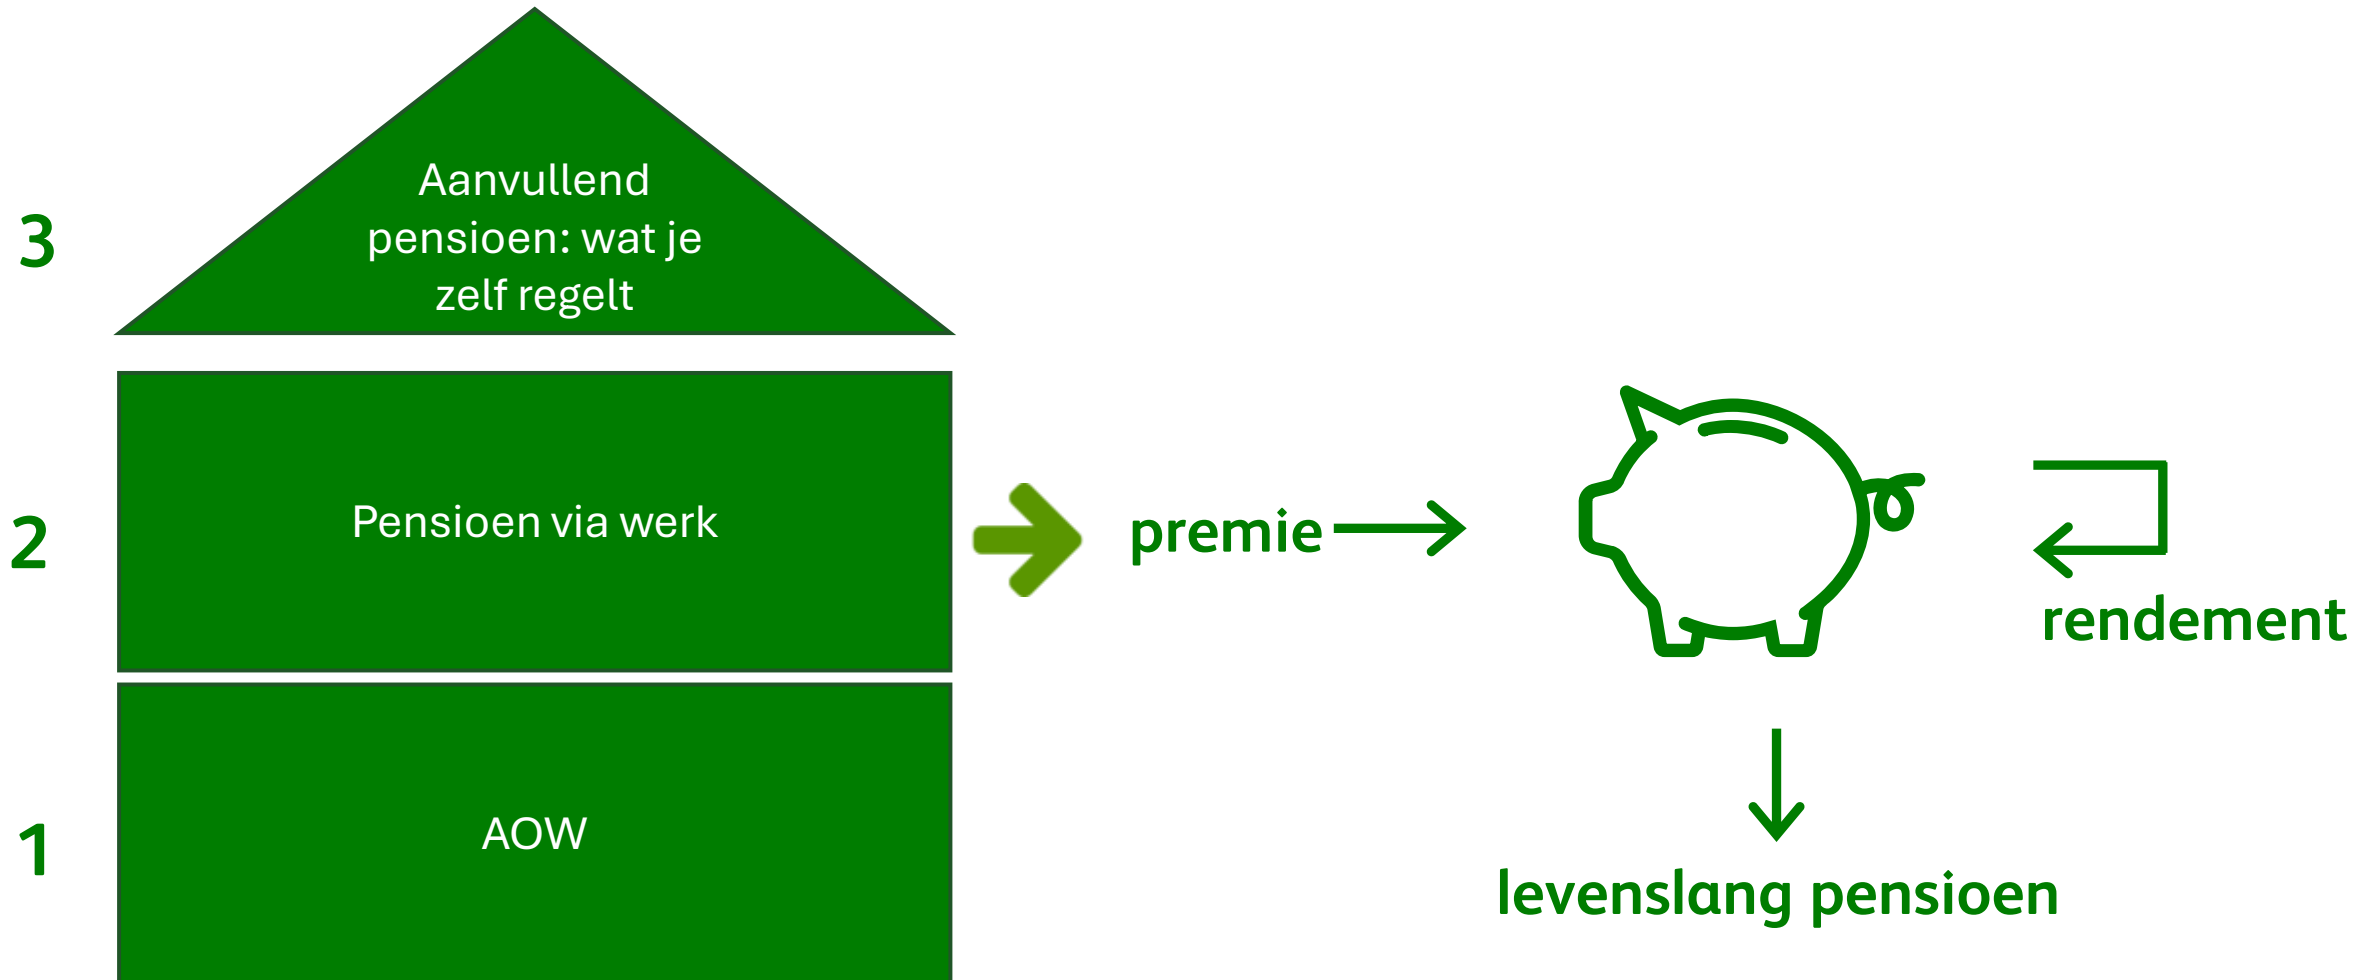 3
Aanvullend
pensioen: wat je
zelf regelt
2
Pensioen via werk
premie
rendement
1
AOW
levenslang pensioen